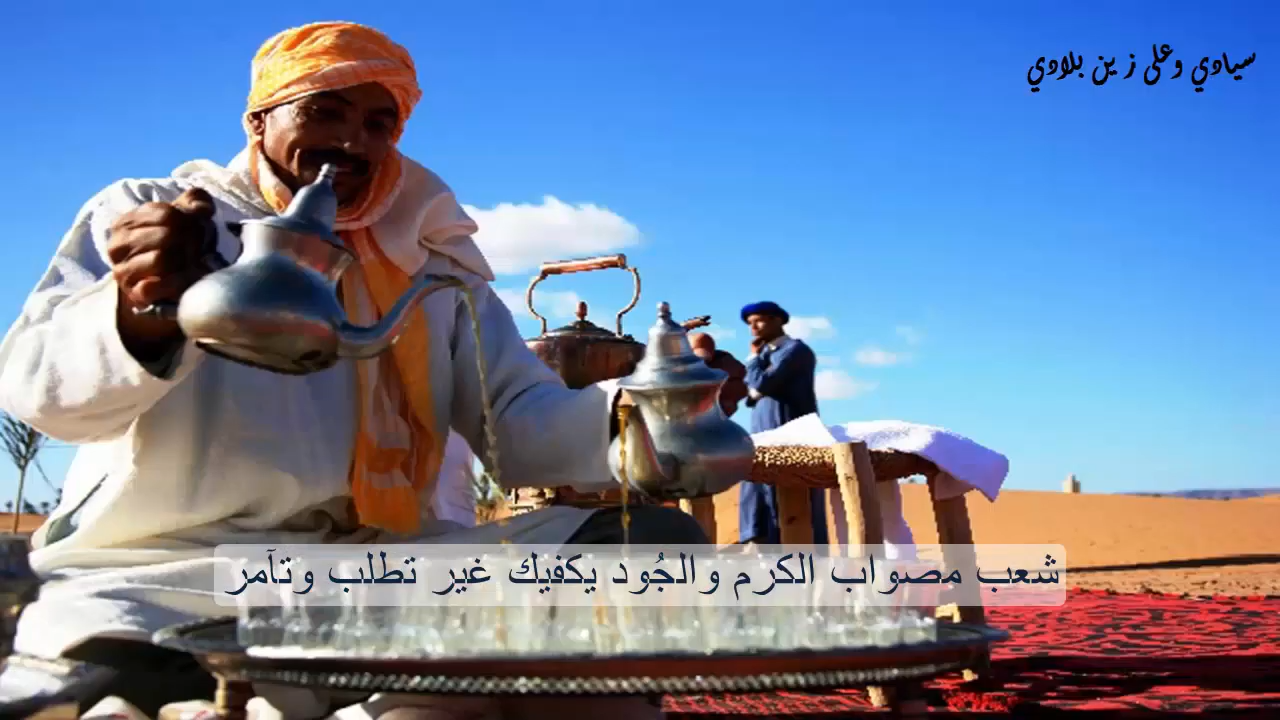 سيادي وعلى زين بلادي
شعب مصواب الكرم والجُود يكفيك غير تطلب وتآمر